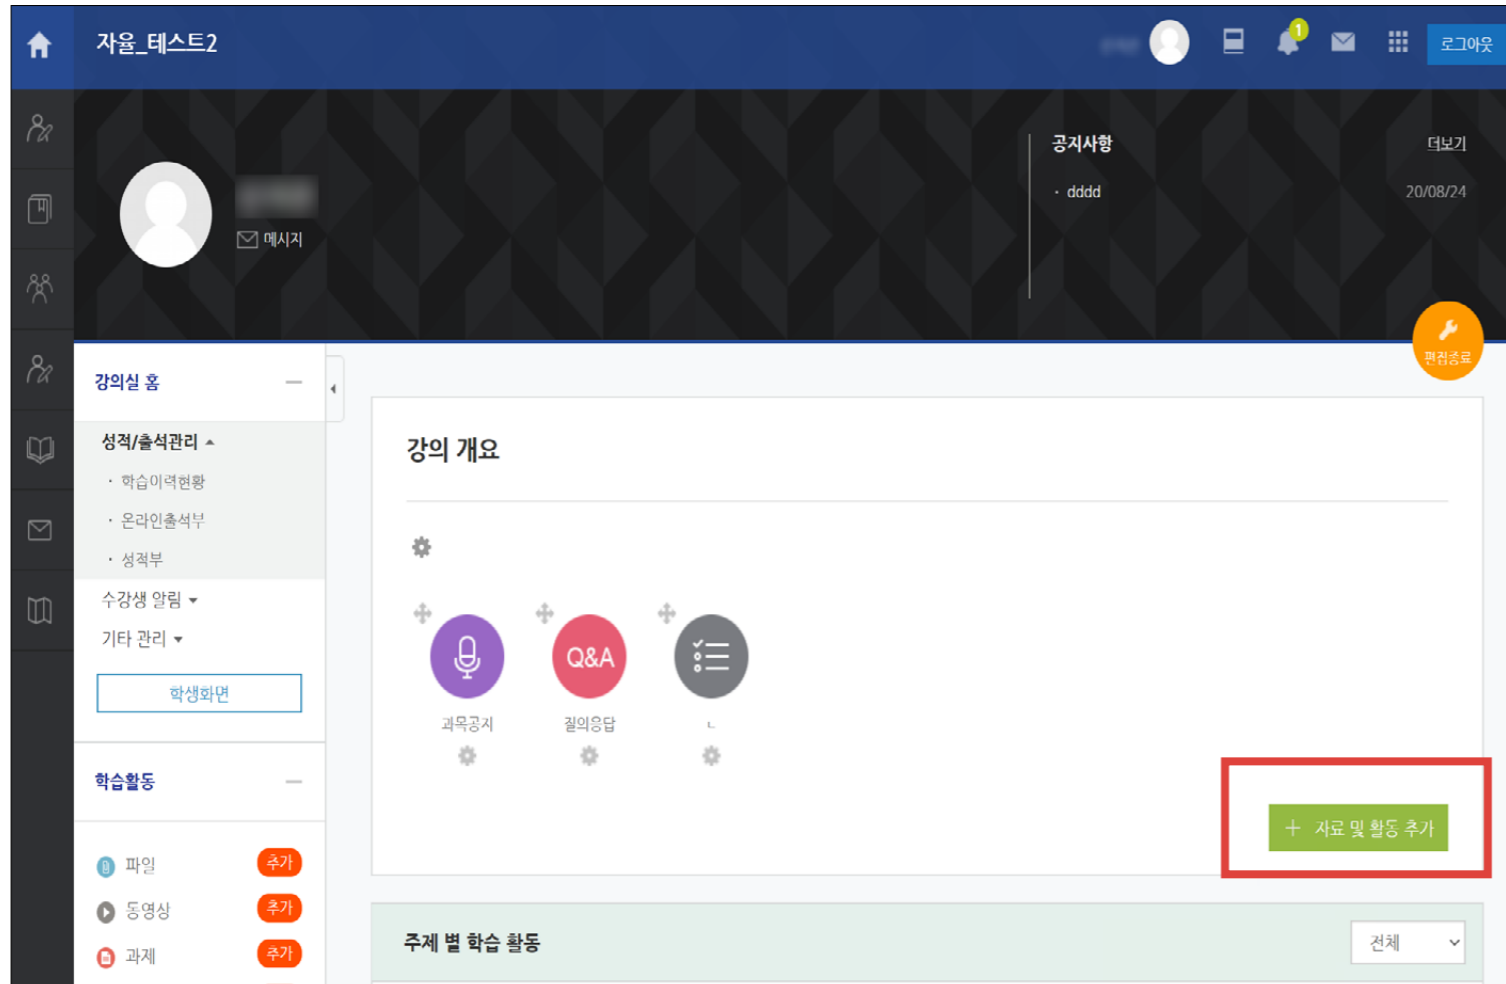 자율_테스트2
1
로그아웃
메시지
공지사항
더보기
· dddd
20/08/24
편집종료
강의실 홈
성적/출석관리
· 학습이력현황
· 온라인출석부
· 성적부
수강생 알림
기타 관리
학생화면
학습활동
파일
추가
동영상
추가
과제
추가
강의 개요
Q&A
과목공지
질의응답
ㄴ
+ 자료 및 활동 추가
주제 별 학습 활동
전체